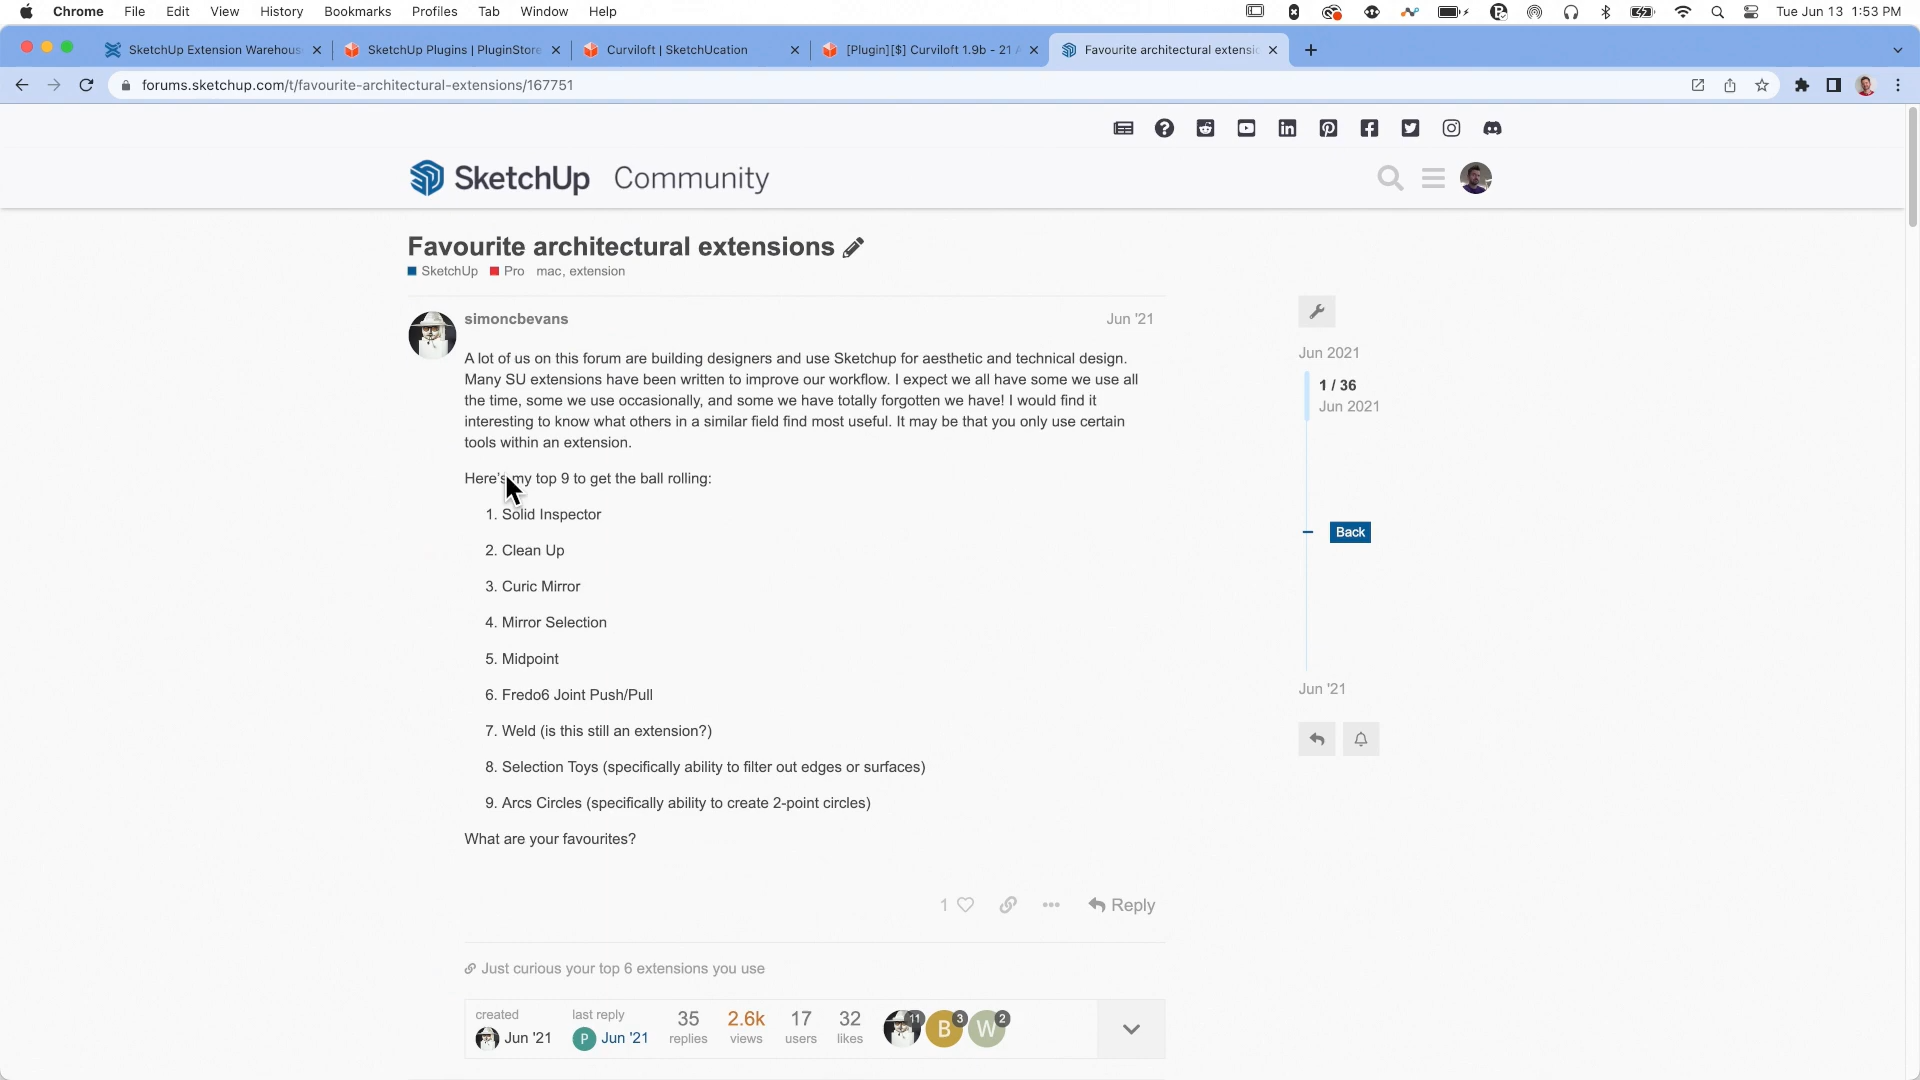 Chrome File Edit View History Bookmarks Profiles Tab Window Help Tue Jun 13 1:53 PM
SketchUp Extension Warehous SketchUp Plugins | PluginStore Curviloft | SketchUcation [Plugin][$] Curviloft 1.9b - 21 Favourite architectural extensi
forums.sketchup.com/t/favourite-architectural-extensions/167751
SketchUp Community
Favourite architectural extensions
SketchUp Pro mac, extension
simoncbevans Jun '21
A lot of us on this forum are building designers and use Sketchup for aesthetic and technical design.
Many SU extensions have been written to improve our workflow. I expect we all have some we use all
the time, some we use occasionally, and some we have totally forgotten we have! I would find it
interesting to know what others in a similar field find most useful. It may be that you only use certain
tools within an extension.
Here's my top 9 to get the ball rolling:
1. Solid Inspector
2. Clean Up
3. Curic Mirror
4. Mirror Selection
5. Midpoint
6. Fredo6 Joint Push/Pull
7. Weld (is this still an extension?)
8. Selection Toys (specifically ability to filter out edges or surfaces)
9. Arcs Circles (specifically ability to create 2-point circles)
What are your favourites?
1 Reply
Just curious your top 6 extensions you use
created last reply 35 2.6k 17 32 11 B 3 W 2
Jun '21 P Jun '21 replies views users likes
Jun 2021
1 / 36
Jun 2021
Back
Jun '21